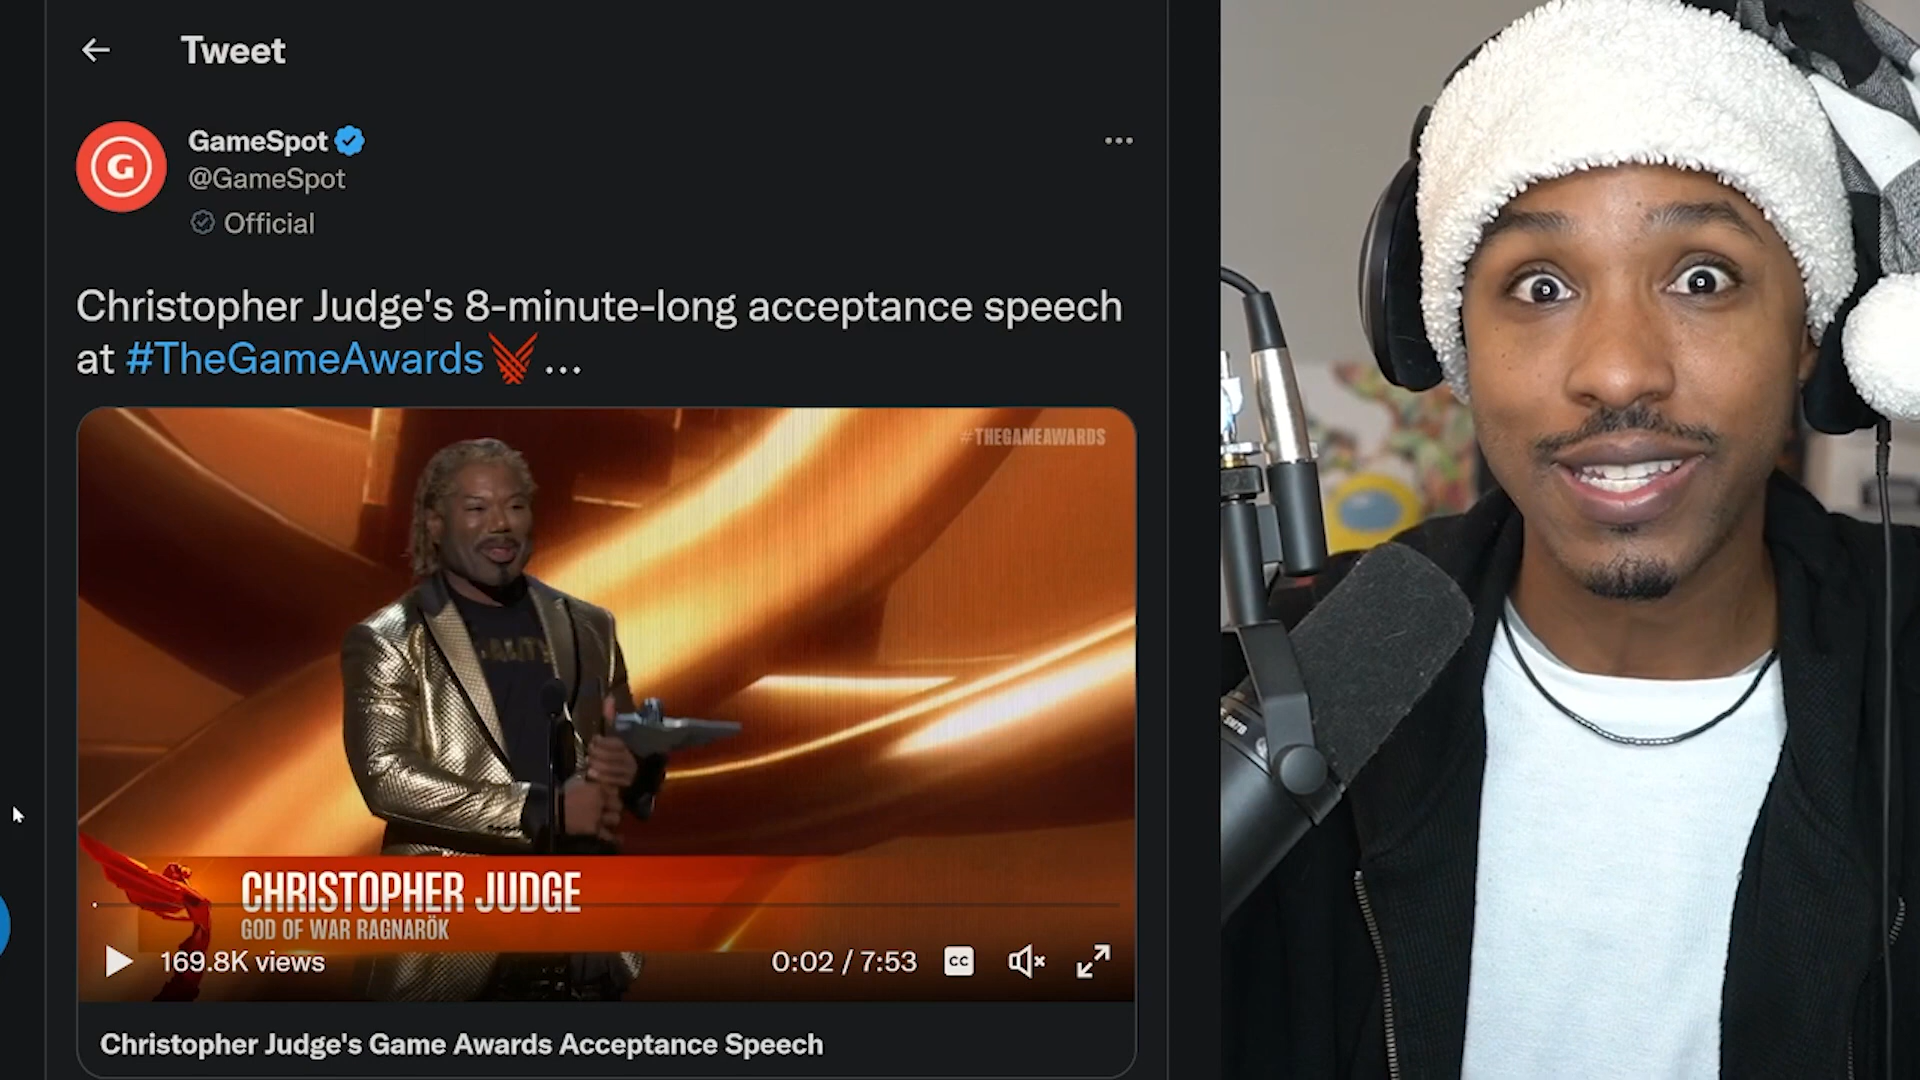 Tweet
GameSpot
@GameSpot
Official
Christopher Judge's 8-minute-long acceptance speech
at #TheGameAwards ...
#THEGAMEAWARDS
CHRISTOPHER JUDGE
GOD OF WAR RAGNARÖK
169.8K views
0:02 / 7:53
CC
Christopher Judge's Game Awards Acceptance Speech